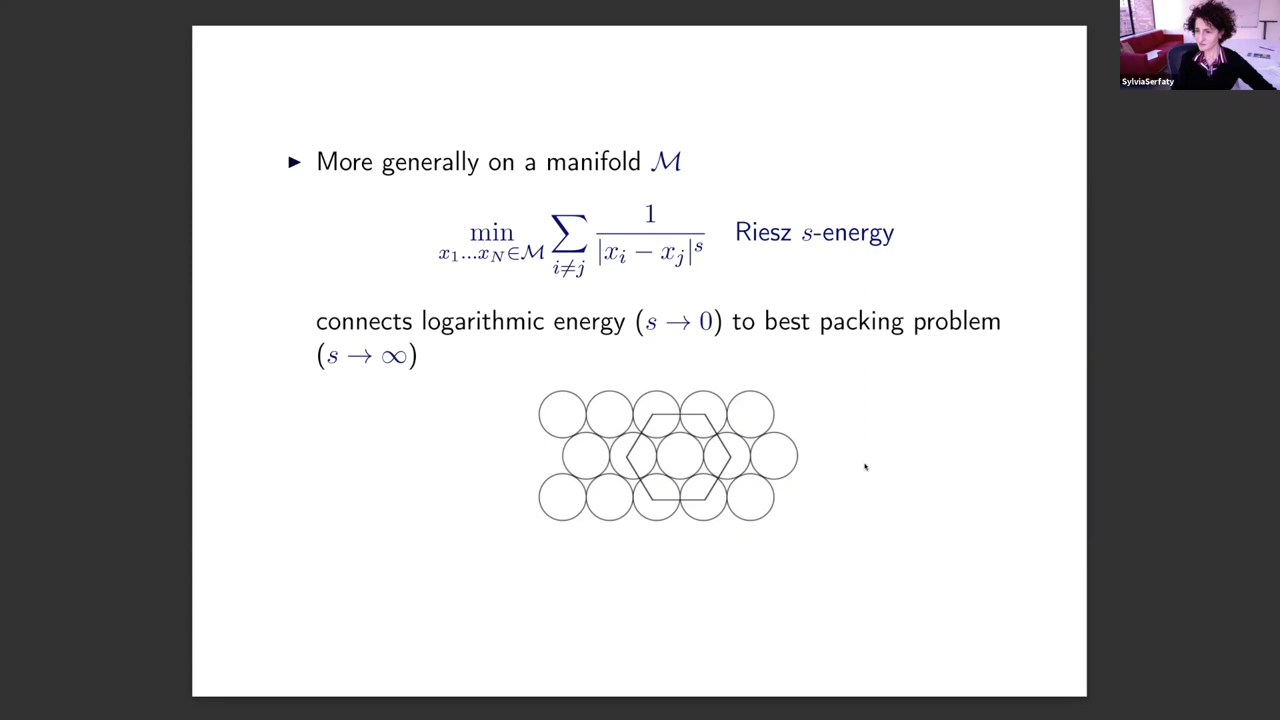 ▶ More generally on a manifold ℳ
min_{x_1...x_N∈ℳ} ∑_{i≠j} 1/|x_i − x_j|^s Riesz s-energy
connects logarithmic energy (s → 0) to best packing problem
(s → ∞)
SylviaSerfaty